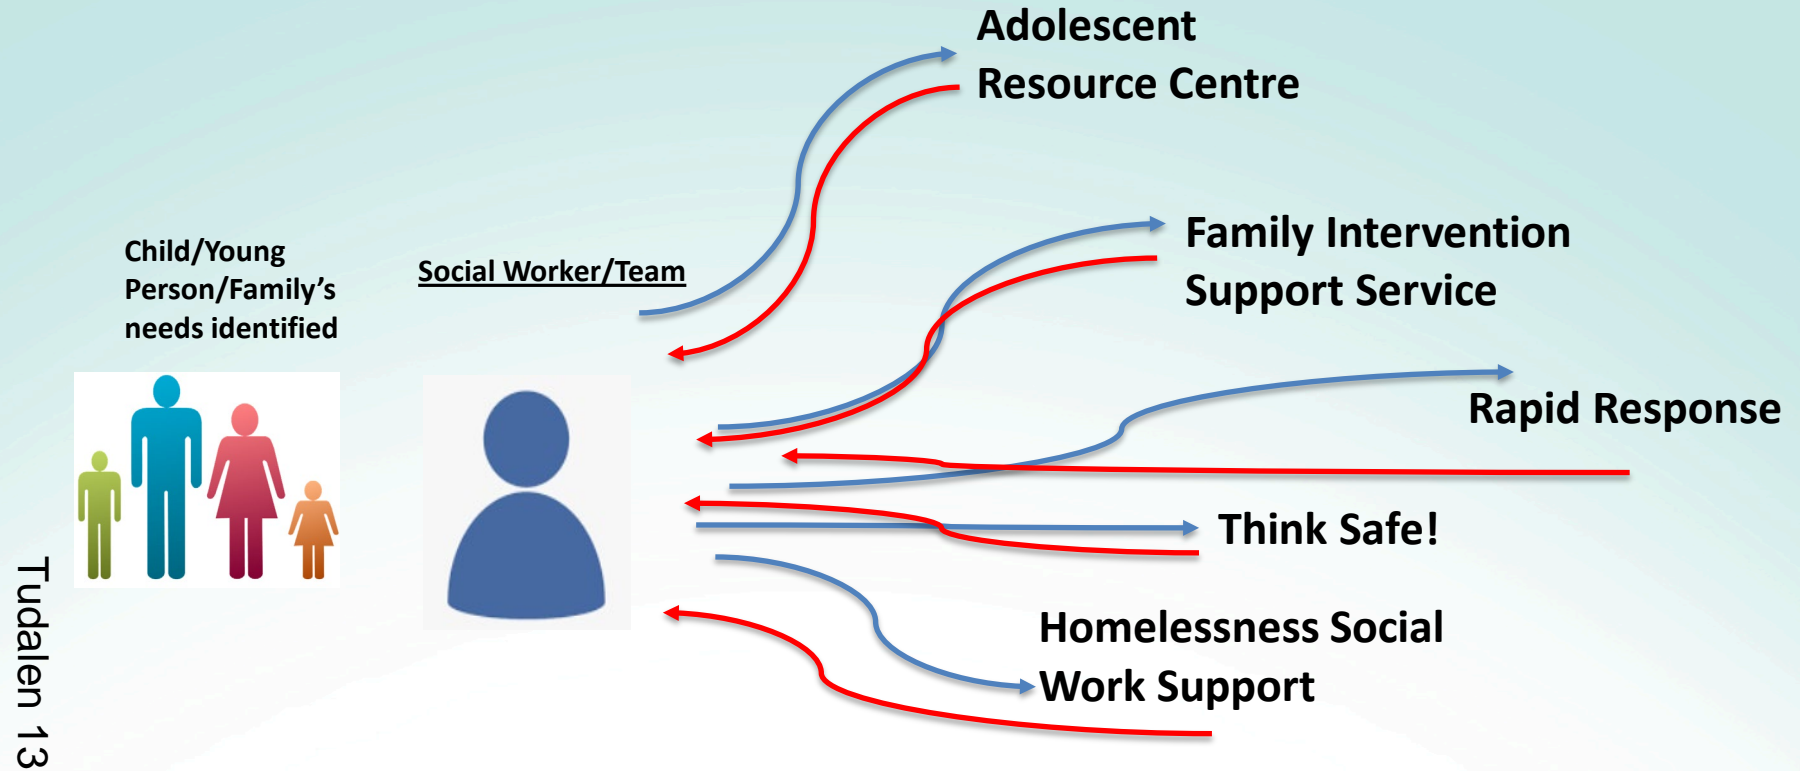 Adolescent
Resource Centre
Family Intervention
Support Service
Child/Young
Person/Family’s
needs identified
Social Worker/Team
Rapid Response
Think Safe!
Homelessness Social
Work Support
Tudalen 13